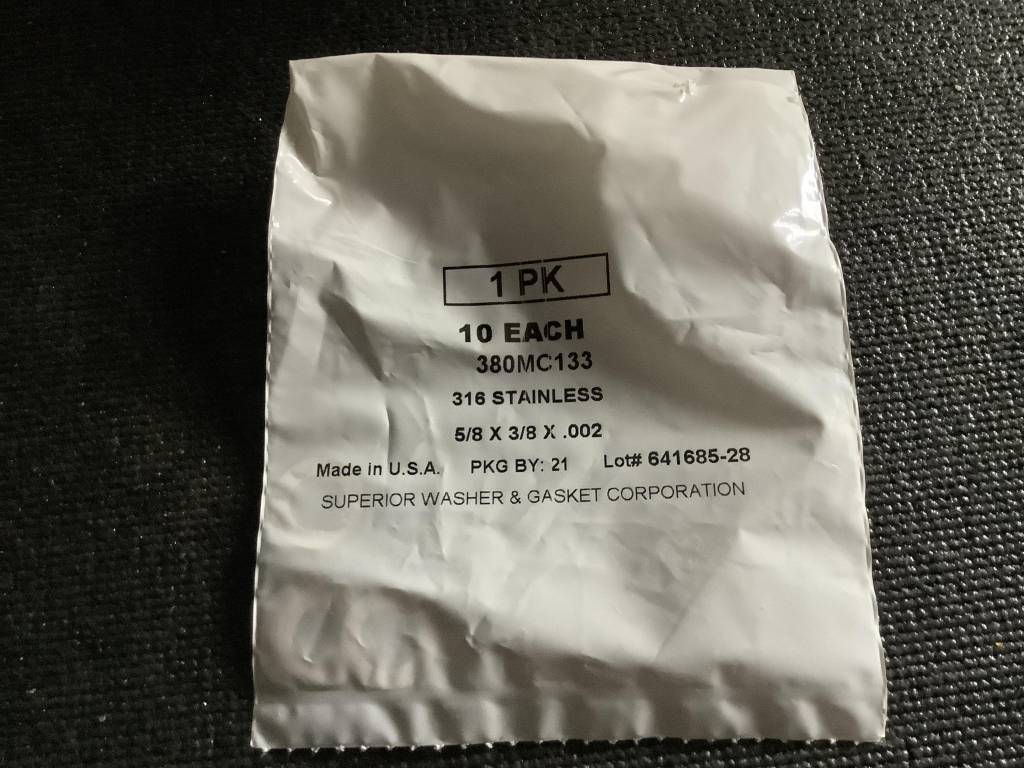 1 PK
10 EACH
380MC133
316 STAINLESS
5/8 X 3/8 X .002
Made in U.S.A. PKG BY: 21 Lot# 641685-28
SUPERIOR WASHER & GASKET CORPORATION